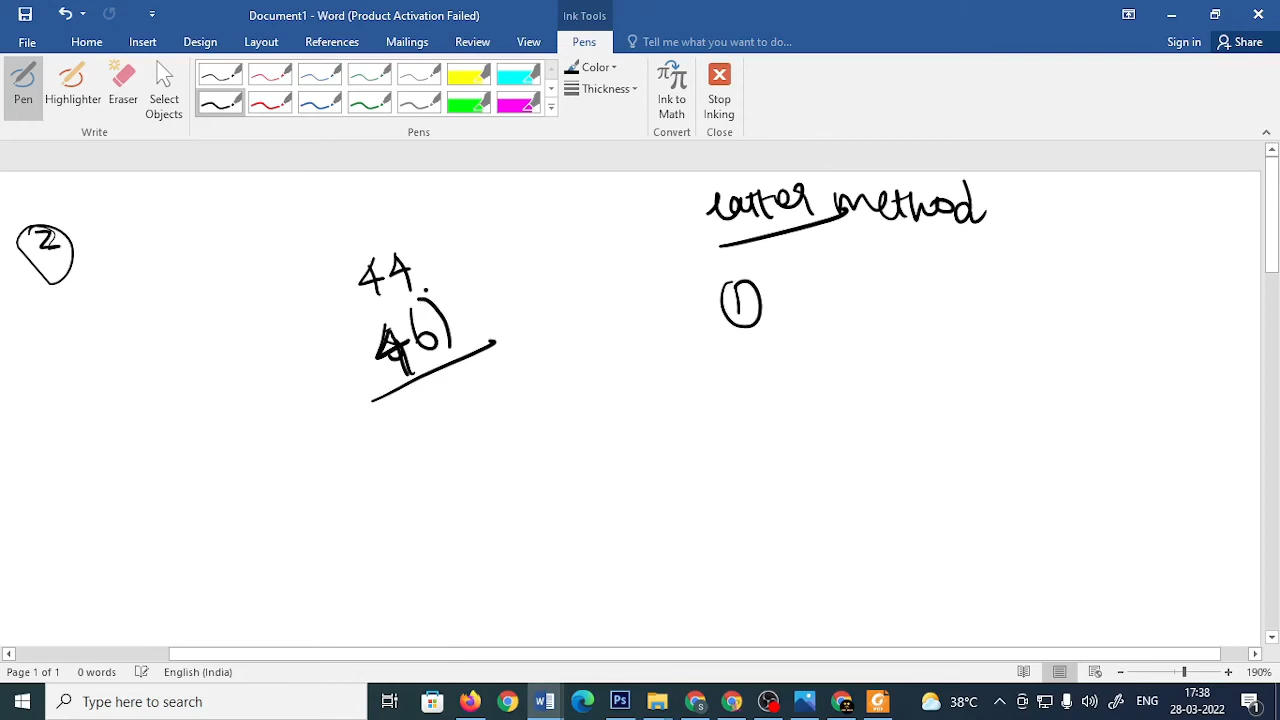 Document1 - Word (Product Activation Failed)
Ink Tools
File
Home
Insert
Design
Layout
References
Mailings
Review
View
Pens
Tell me what you want to do...
Sign in
Share
Pen
Highlighter
Eraser
Select Objects
Color
Thickness
Ink to Math
Stop Inking
Write
Pens
Convert
Close
method
2
44.
1
Page 1 of 1
0 words
English (India)
190%
Type here to search
38°C
ENG
17:38
28-03-2022
1